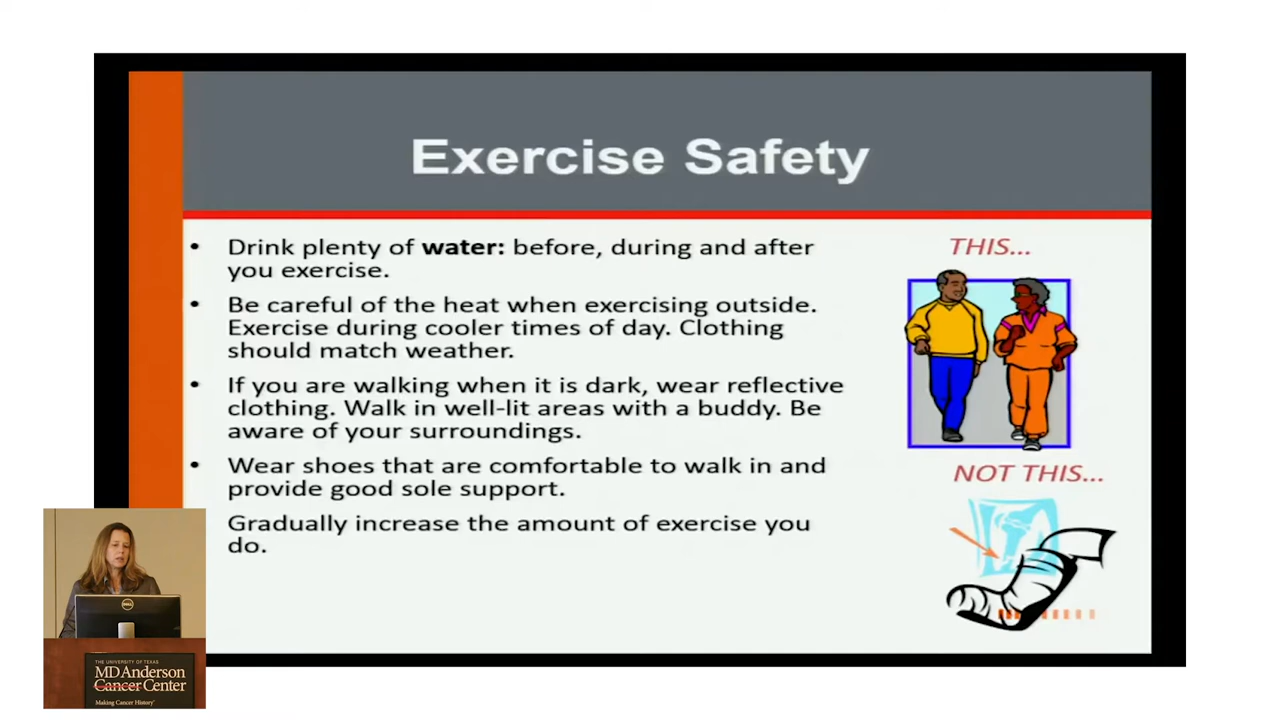 Exercise Safety
• Drink plenty of water: before, during and after
you exercise.
• Be careful of the heat when exercising outside.
Exercise during cooler times of day. Clothing
should match weather.
• If you are walking when it is dark, wear reflective
clothing. Walk in well-lit areas with a buddy. Be
aware of your surroundings.
• Wear shoes that are comfortable to walk in and
provide good sole support.
Gradually increase the amount of exercise you
do.
THIS...
NOT THIS...
DELL
THE UNIVERSITY OF TEXAS
MD Anderson
Cancer Center
Making Cancer History®